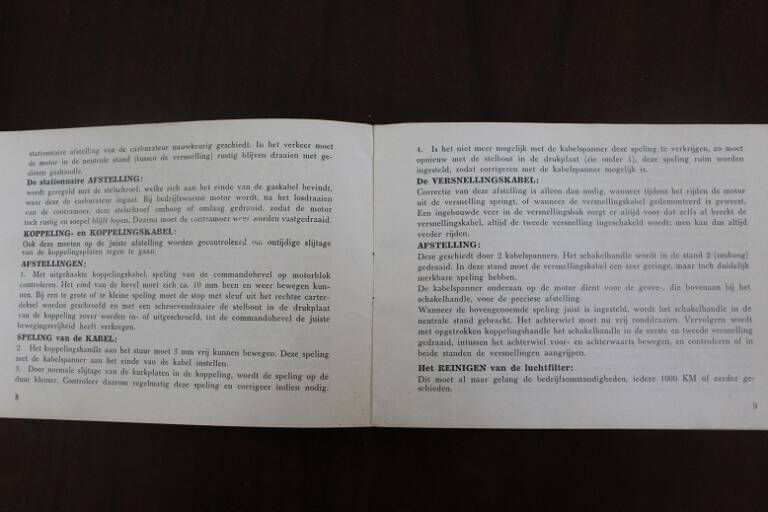 stationnaire afstelling van de carburateur nauwkeurig geschiedt. In het verkeer moet
de motor in de neutrale stand (tussen de versnelling) rustig blijven draaien met ge-
sloten gashandle.
De stationnaire AFSTELLING:
wordt geregeld met de stelschroef, welke zich aan het einde van de gaskabel bevindt,
waar deze de carburateur ingaat. Bij bedrijfswarme motor wordt, na het losdraaien
van de contramoer, deze stelschroef omhoog of omlaag gedraaid, zodat de motor
toch rustig en soepel blijft lopen. Daarna moet de contramoer weer worden vastgedraaid.
KOPPELING- en KOPPELINGSKABEL:
Ook deze moeten op de juiste afstelling worden gecontroleerd om ontijdige slijtage
van de koppelingsplaten tegen te gaan.
AFSTELLINGEN:
1. Met uitgehaakte koppelingskabel, speling van de commandohevel op motorblok
controleren. Het eind van de hevel moet zich ca. 10 mm heen en weer bewegen kun-
nen. Bij een te grote of te kleine speling moet de stop met sleuf uit het rechtse carter-
deksel worden geschroefd en met een schroevendraaier de stelbout in de drukplaat
van de koppeling zover worden in- of uitgeschroefd, tot de commandohevel de juiste
bewegingsvrijheid heeft verkregen.
SPELING van de KABEL:
2. Het koppelingshandle aan het stuur moet 3 mm vrij kunnen bewegen. Deze speling
met de kabelspanner aan het einde van de kabel instellen.
3. Door normale slijtage van de kurkplaten in de koppeling, wordt de speling op de
duur kleiner. Controleer daarom regelmatig deze speling en corrigeer indien nodig.
8
4. Is het niet meer mogelijk met de kabelspanner deze speling te verkrijgen, zo moet
opnieuw met de stelbout in de drukplaat (zie onder 1), deze speling ruim worden
ingesteld, zodat corrigeren met de kabelspanner mogelijk is.
De VERSNELLINGSKABEL:
Correctie van deze afstelling is alleen dan nodig, wanneer tijdens het rijden de motor
uit de versnelling springt, of wanneer de versnellingskabel gedemonteerd is geweest.
Een ingebouwde veer in de versnellingsbak zorgt er altijd voor dat zelfs al breekt de
versnellingskabel, altijd de tweede versnelling ingeschakeld wordt; men kan dus altijd
verder rijden.
AFSTELLING:
Deze geschiedt door 2 kabelspanners. Het schakelhandle wordt in de stand 2 (omhoog)
gedraaid. In deze stand moet de versnellingskabel een zeer geringe, maar toch duidelijk
merkbare speling hebben.
De kabelspanner onderaan op de motor dient voor de grove-, die bovenaan bij het
schakelhandle, voor de preciese afstelling.
Wanneer de bovengenoemde speling juist is ingesteld, wordt het schakelhandle in de
neutrale stand gebracht. Het achterwiel moet nu vrij ronddraaien. Vervolgens wordt
met opgetrokken koppelingshandle het schakelhandle in de eerste en tweede versnelling
gedraaid, intussen het achterwiel voor- en achterwaarts bewegen, en controleren of in
beide standen de versnellingen aangrijpen.
Het REINIGEN van de luchtfilter:
Dit moet al naar gelang de bedrijfsomstandigheden, iedere 1000 KM of eerder ge-
schieden.
9